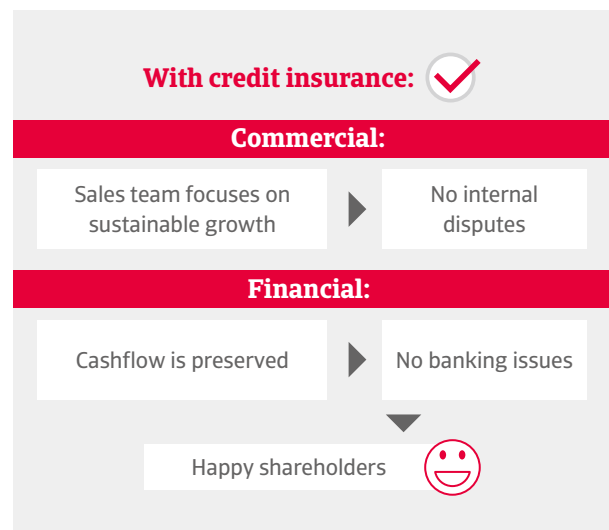 With credit insurance:
Commercial:
Sales team focuses on
sustainable growth
No internal
disputes
Financial:
Cashflow is preserved
No banking issues
Happy shareholders